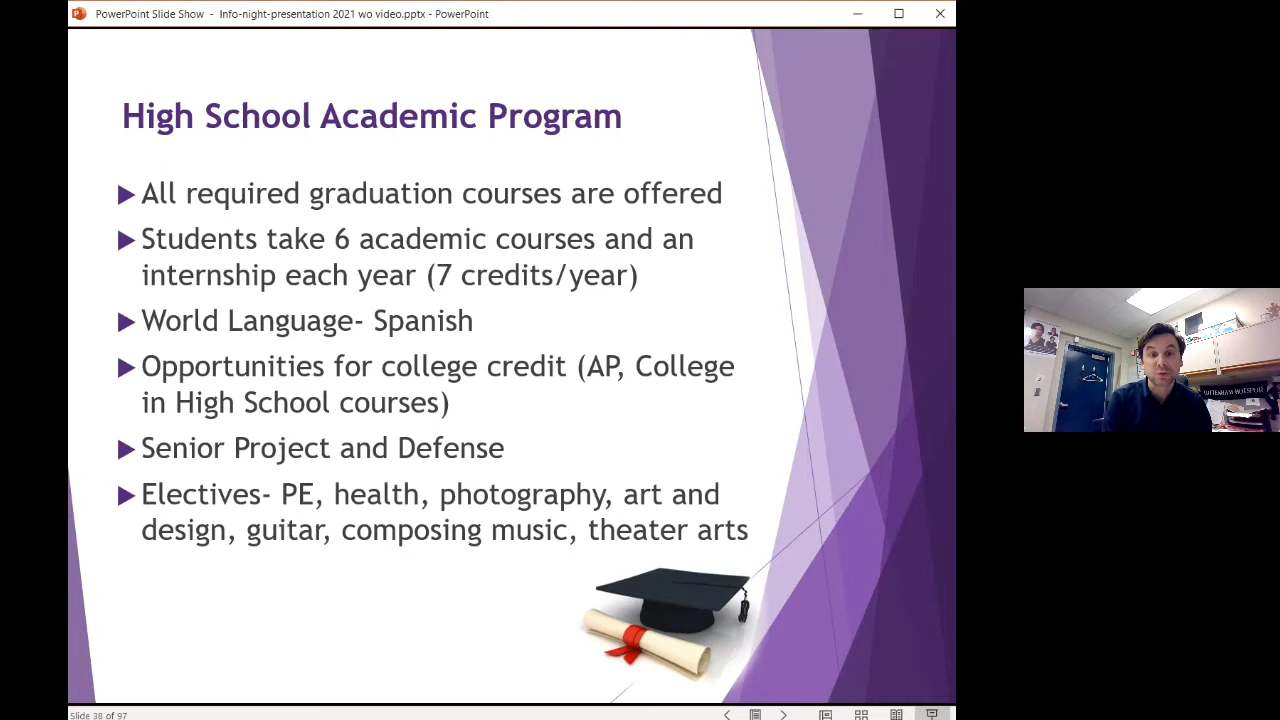 PowerPoint Slide Show - Info-night-presentation 2021 wo video.pptx - PowerPoint
High School Academic Program
All required graduation courses are offered
Students take 6 academic courses and an
internship each year (7 credits/year)
World Language- Spanish
Opportunities for college credit (AP, College
in High School courses)
Senior Project and Defense
Electives- PE, health, photography, art and
design, guitar, composing music, theater arts
TOTTENHAM HOTSPUR
Slide 38 of 97